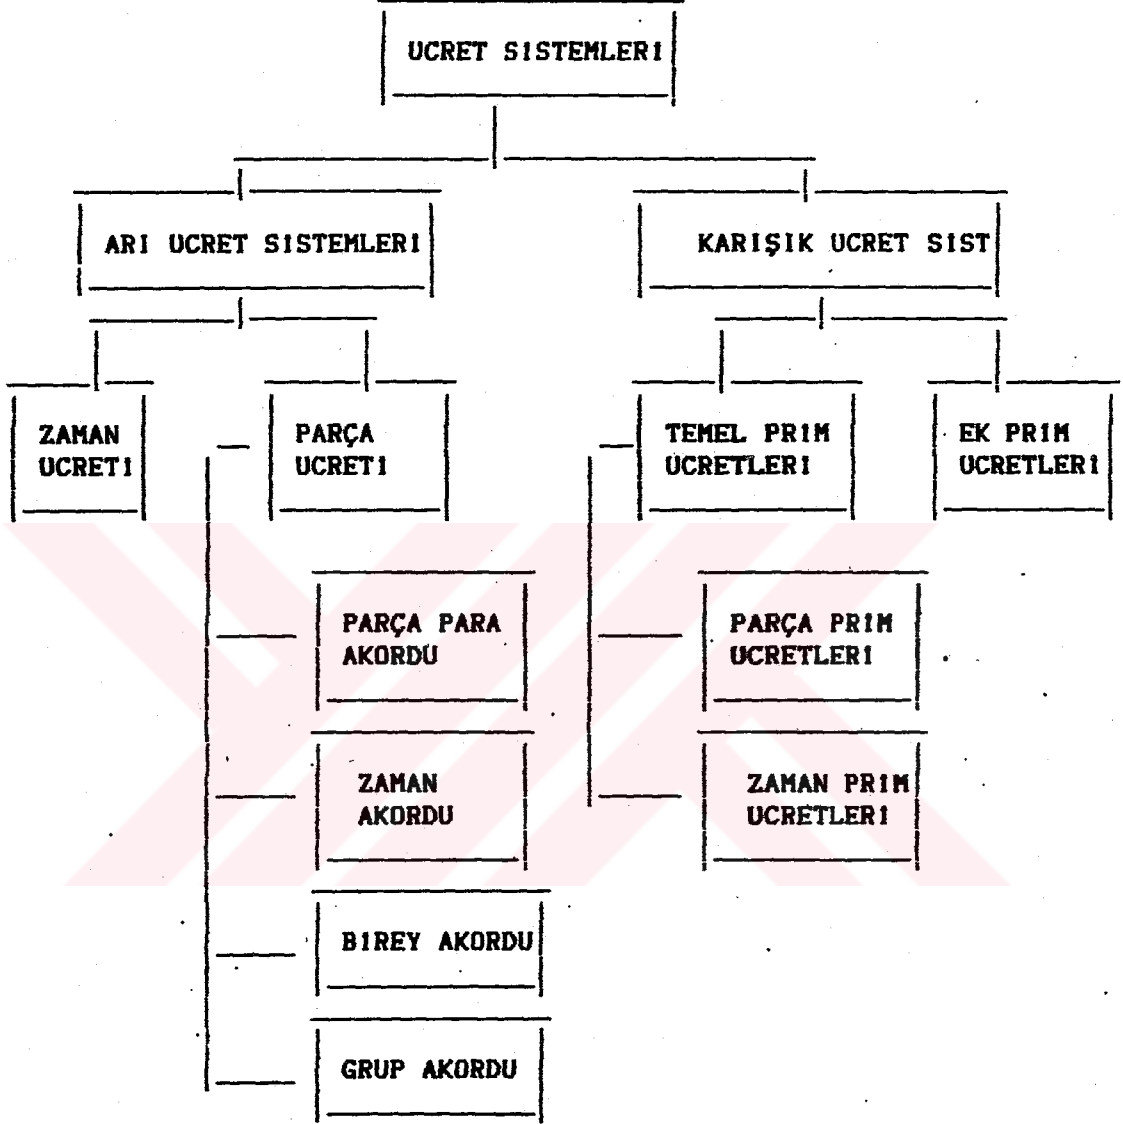 UCRET SISTEMLERI
ARI UCRET SISTEMLERI
KARIŞIK UCRET SIST
ZAMAN
UCRETI
PARÇA
UCRETI
TEMEL PRIM
UCRETLERI
EK PRIM
UCRETLERI
PARÇA PARA
AKORDU
PARÇA PRIM
UCRETLERI
ZAMAN
AKORDU
ZAMAN PRIM
UCRETLERI
BIREY AKORDU
GRUP AKORDU